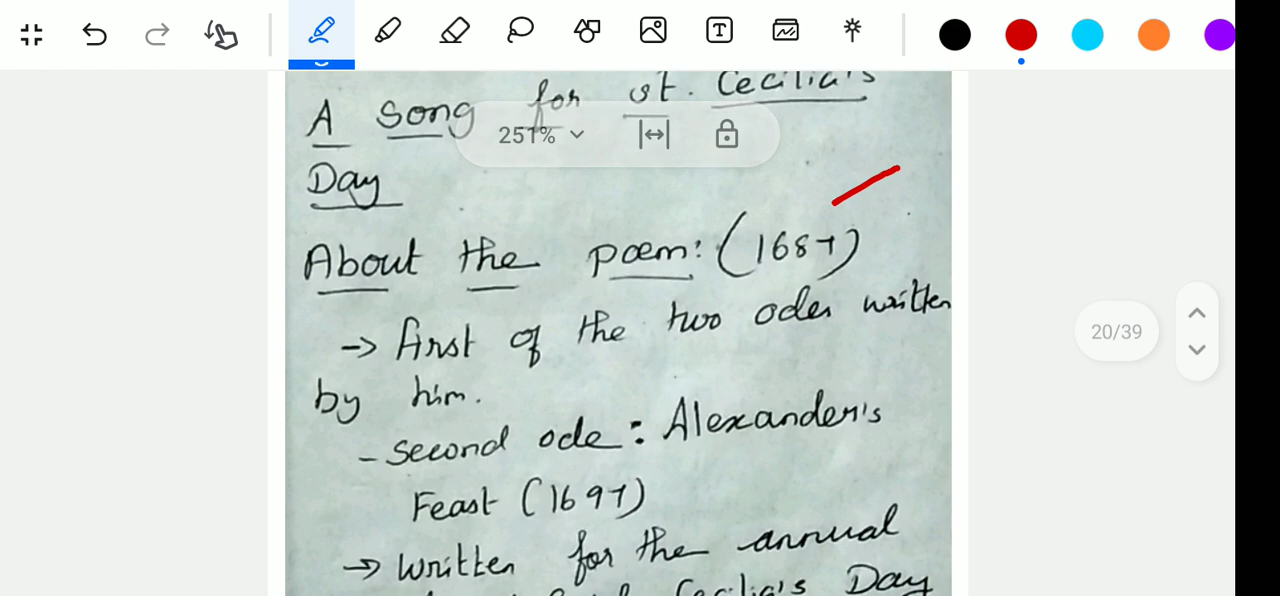 251%
A Song for st. Cecilia's
Day
About the poem: (1687)
20/39
→ First of the two odes written
by him.
- Second ode: Alexander's
Feast (1697)
→ Written for the annual
Cecilia's Day